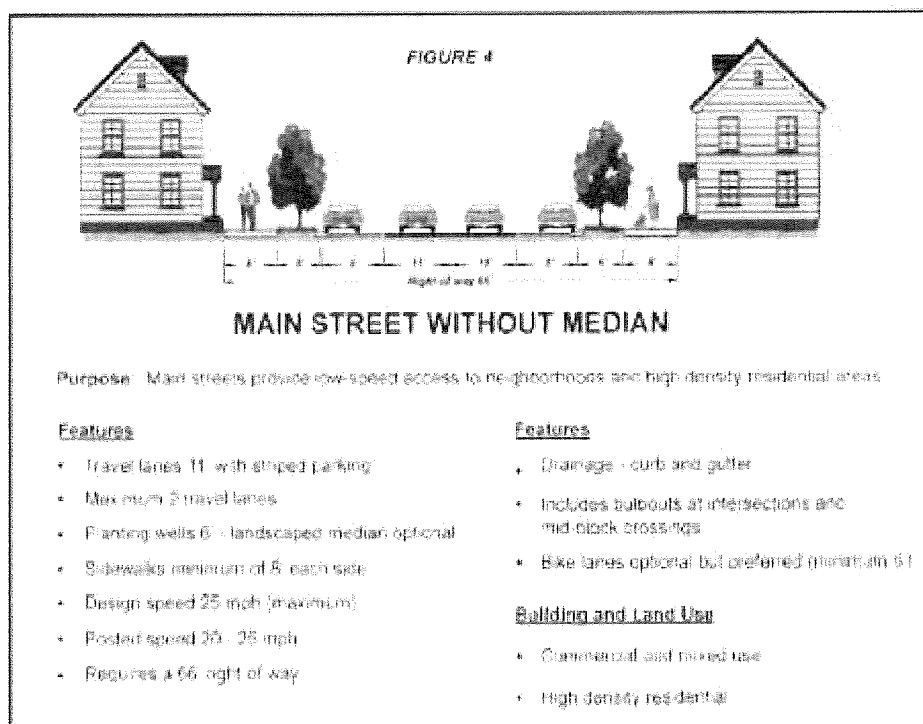 FIGURE 4
Right of way
MAIN STREET WITHOUT MEDIAN
Purpose: Main streets provide low-speed access to neighborhoods and high density residential areas
Features
• Travel lanes 11' with striped parking
• Maximum 2 travel lanes
• Planting wells 6' - landscaped median optional
• Sidewalks minimum of each side
• Design speed 25 mph (maximum)
• Posted speed 20 - 25 mph
• Requires a 66' right of way
Features
• Drainage - curb and gutter
• Includes bulbouts at intersections and
mid-block crossings
• Bike lanes optional but preferred (minimum
Building and Land Use
• Commercial and mixed use
• High density residential